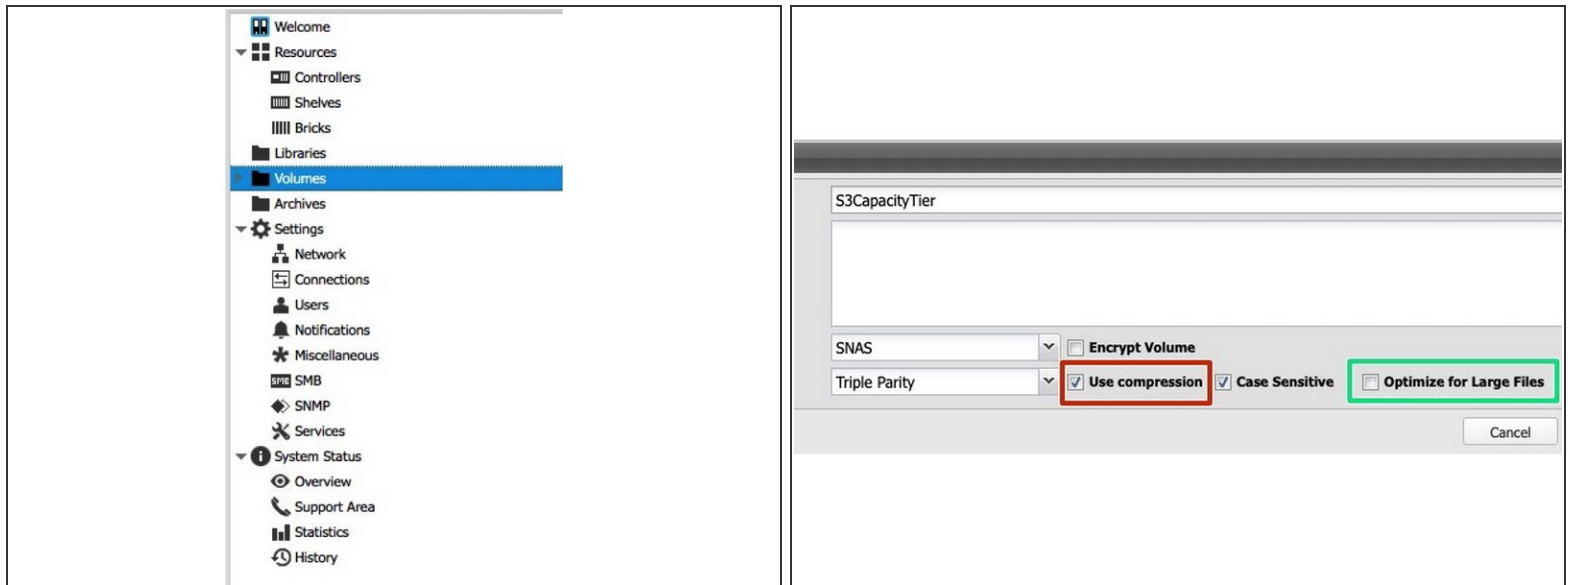 Welcome
Resources
Controllers
Shelves
Bricks
Libraries
Volumes
Archives
Settings
Network
Connections
Users
Notifications
Miscellaneous
SMB SMB
SNMP
Services
System Status
Overview
Support Area
Statistics
History
S3CapacityTier
SNAS Encrypt Volume
Triple Parity Use compression Case Sensitive Optimize for Large Files
Cancel